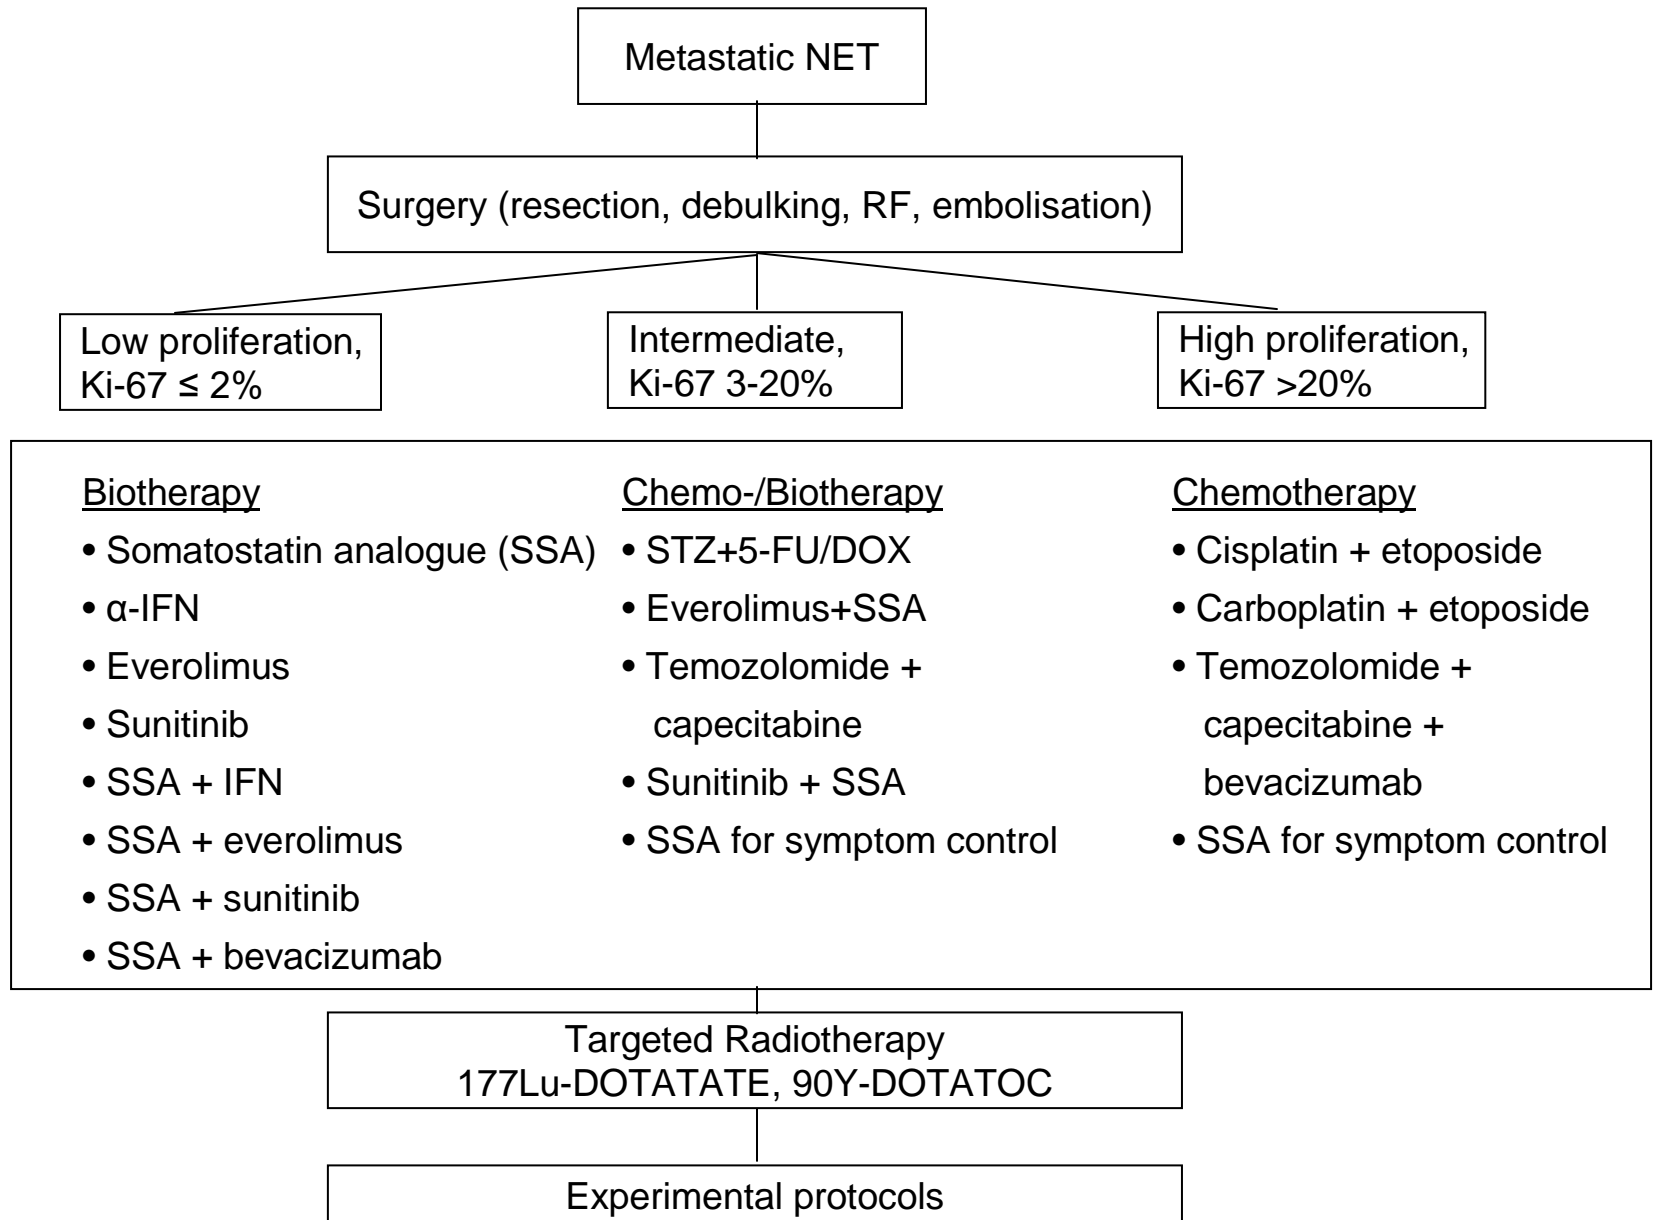 Metastatic NET
Surgery (resection, debulking, RF, embolisation)
Low proliferation,
Ki-67 ≤ 2%
Intermediate,
Ki-67 3-20%
High proliferation,
Ki-67 >20%
Biotherapy
• Somatostatin analogue (SSA)
• α-IFN
• Everolimus
• Sunitinib
• SSA + IFN
• SSA + everolimus
• SSA + sunitinib
• SSA + bevacizumab
Chemo-/Biotherapy
• STZ+5-FU/DOX
• Everolimus+SSA
• Temozolomide +
capecitabine
• Sunitinib + SSA
• SSA for symptom control
Chemotherapy
• Cisplatin + etoposide
• Carboplatin + etoposide
• Temozolomide +
capecitabine +
bevacizumab
• SSA for symptom control
Targeted Radiotherapy
177Lu-DOTATATE, 90Y-DOTATOC
Experimental protocols